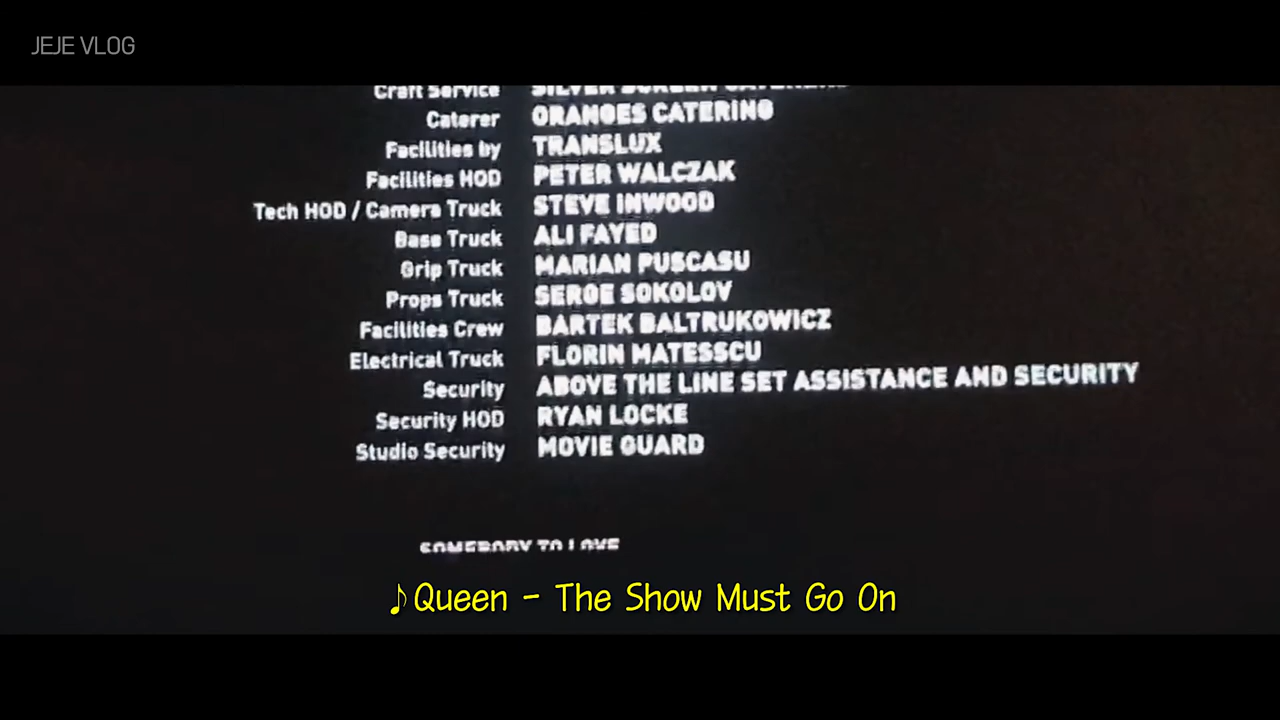 JEJE VLOG
Craft Service
Caterer ORANGES CATERING
Facilities by TRANSLUX
Facilities HOD PETER WALCZAK
Tech HOD / Camera Truck STEVE INWOOD
Base Truck ALI FAYED
Grip Truck MARIAN PUSCASU
Props Truck SERGE SOKOLOV
Facilities Crew BARTEK BALTRUKOWICZ
Electrical Truck FLORIN MATESSCU
Security ABOVE THE LINE SET ASSISTANCE AND SECURITY
Security HOD RYAN LOCKE
Studio Security MOVIE GUARD
SOMEBODY TO LOVE
♪Queen - The Show Must Go On